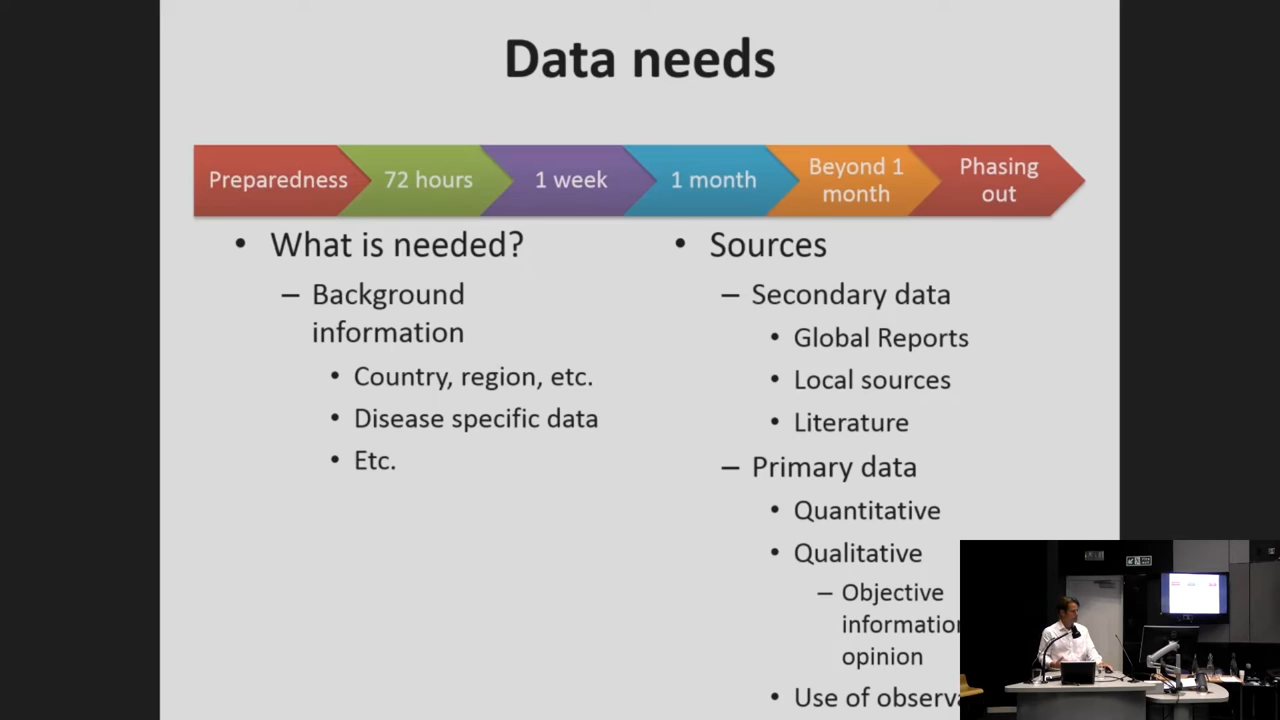 Data needs
Preparedness
72 hours
1 week
1 month
Beyond 1
month
Phasing
out
• What is needed?
– Background
information
• Country, region, etc.
• Disease specific data
• Etc.
• Sources
– Secondary data
• Global Reports
• Local sources
• Literature
– Primary data
• Quantitative
• Qualitative
– Objective
information
opinion
• Use of